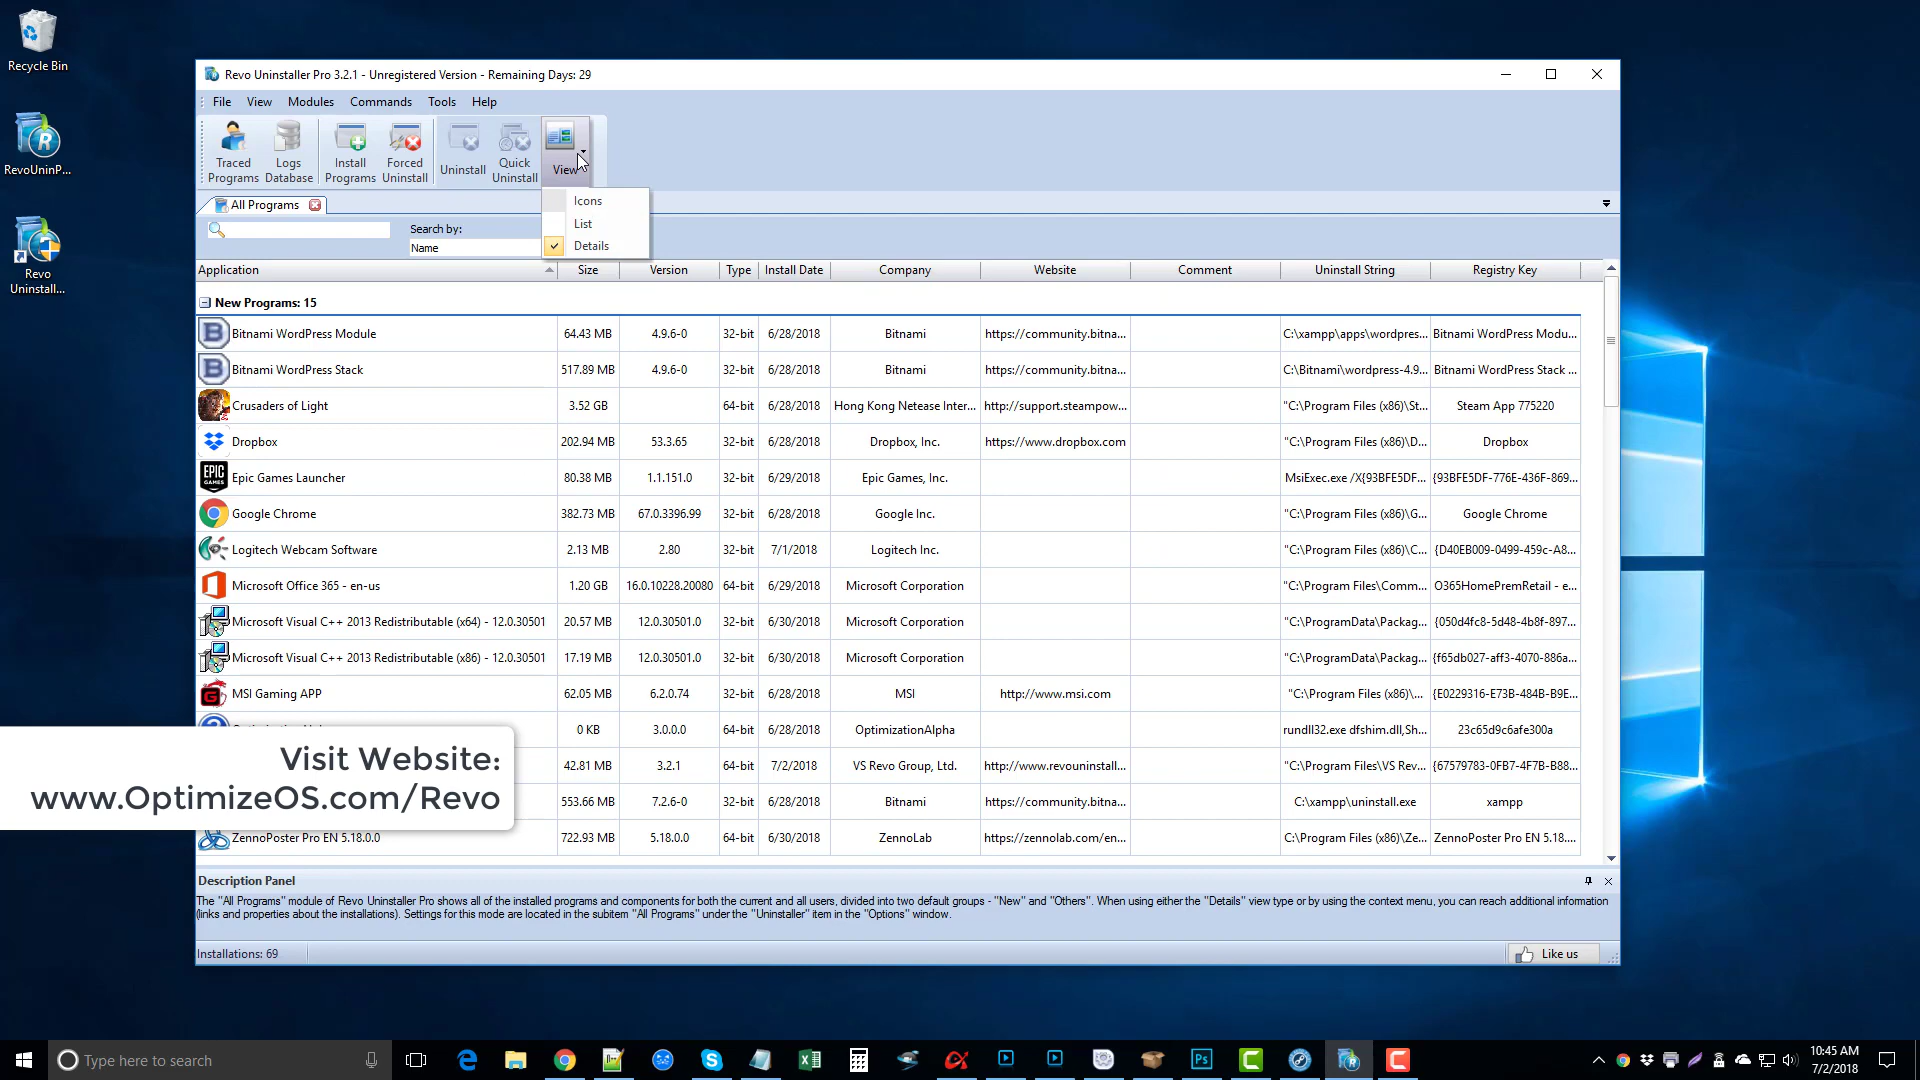 Recycle Bin
RevoUninP...
Revo
Uninstall...
Revo Uninstaller Pro 3.2.1 - Unregistered Version - Remaining Days: 29
File View Modules Commands Tools Help
Traced Programs
Logs Database
Install Programs
Forced Uninstall
Uninstall
Quick Uninstall
View
Icons
List
Details
All Programs
Search by:
Name
Application Size Version Type Install Date Company Website Comment Uninstall String Registry Key
New Programs: 15
Bitnami WordPress Module 64.43 MB 4.9.6-0 32-bit 6/28/2018 Bitnami https://community.bitna... C:\xampp\apps\wordpres... Bitnami WordPress Modu...
Bitnami WordPress Stack 517.89 MB 4.9.6-0 32-bit 6/28/2018 Bitnami https://community.bitna... C:\Bitnami\wordpress-4.9... Bitnami WordPress Stack ...
Crusaders of Light 3.52 GB 64-bit 6/28/2018 Hong Kong Netease Inter... http://support.steampow... "C:\Program Files (x86)\St... Steam App 775220
Dropbox 202.94 MB 53.3.65 32-bit 6/28/2018 Dropbox, Inc. https://www.dropbox.com "C:\Program Files (x86)\D... Dropbox
EPIC GAMES Epic Games Launcher 80.38 MB 1.1.151.0 32-bit 6/29/2018 Epic Games, Inc. MsiExec.exe /X{93BFE5DF... {93BFE5DF-776E-436F-869...
Google Chrome 382.73 MB 67.0.3396.99 32-bit 6/28/2018 Google Inc. "C:\Program Files (x86)\G... Google Chrome
Logitech Webcam Software 2.13 MB 2.80 32-bit 7/1/2018 Logitech Inc. "C:\Program Files (x86)\C... {D40EB009-0499-459c-A8...
Microsoft Office 365 - en-us 1.20 GB 16.0.10228.20080 64-bit 6/29/2018 Microsoft Corporation "C:\Program Files\Comm... O365HomePremRetail - e...
Microsoft Visual C++ 2013 Redistributable (x64) - 12.0.30501 20.57 MB 12.0.30501.0 32-bit 6/30/2018 Microsoft Corporation "C:\ProgramData\Packag... {050d4fc8-5d48-4b8f-897...
Microsoft Visual C++ 2013 Redistributable (x86) - 12.0.30501 17.19 MB 12.0.30501.0 32-bit 6/30/2018 Microsoft Corporation "C:\ProgramData\Packag... {f65db027-aff3-4070-886a...
MSI Gaming APP 62.05 MB 6.2.0.74 32-bit 6/28/2018 MSI http://www.msi.com "C:\Program Files (x86)\... {E0229316-E73B-484B-B9E...
0 KB 3.0.0.0 64-bit 6/28/2018 OptimizationAlpha rundll32.exe dfshim.dll,Sh... 23c65d9c6afe300a
42.81 MB 3.2.1 64-bit 7/2/2018 VS Revo Group, Ltd. http://www.revouninstall... "C:\Program Files\VS Rev... {67579783-0FB7-4F7B-B88...
553.66 MB 7.2.6-0 32-bit 6/28/2018 Bitnami https://community.bitna... C:\xampp\uninstall.exe xampp
ZennoPoster Pro EN 5.18.0.0 722.93 MB 5.18.0.0 64-bit 6/30/2018 ZennoLab https://zennolab.com/en... C:\Program Files (x86)\Ze... ZennoPoster Pro EN 5.18....
Visit Website:
www.OptimizeOS.com/Revo
Description Panel
The "All Programs" module of Revo Uninstaller Pro shows all of the installed programs and components for both the current and all users, divided into two default groups - "New" and "Others". When using either the "Details" view type or by using the context menu, you can reach additional information
(links and properties about the installations). Settings for this mode are located in the subitem "All Programs" under the "Uninstaller" item in the "Options" window.
Installations: 69
Like us
Type here to search
10:45 AM
7/2/2018